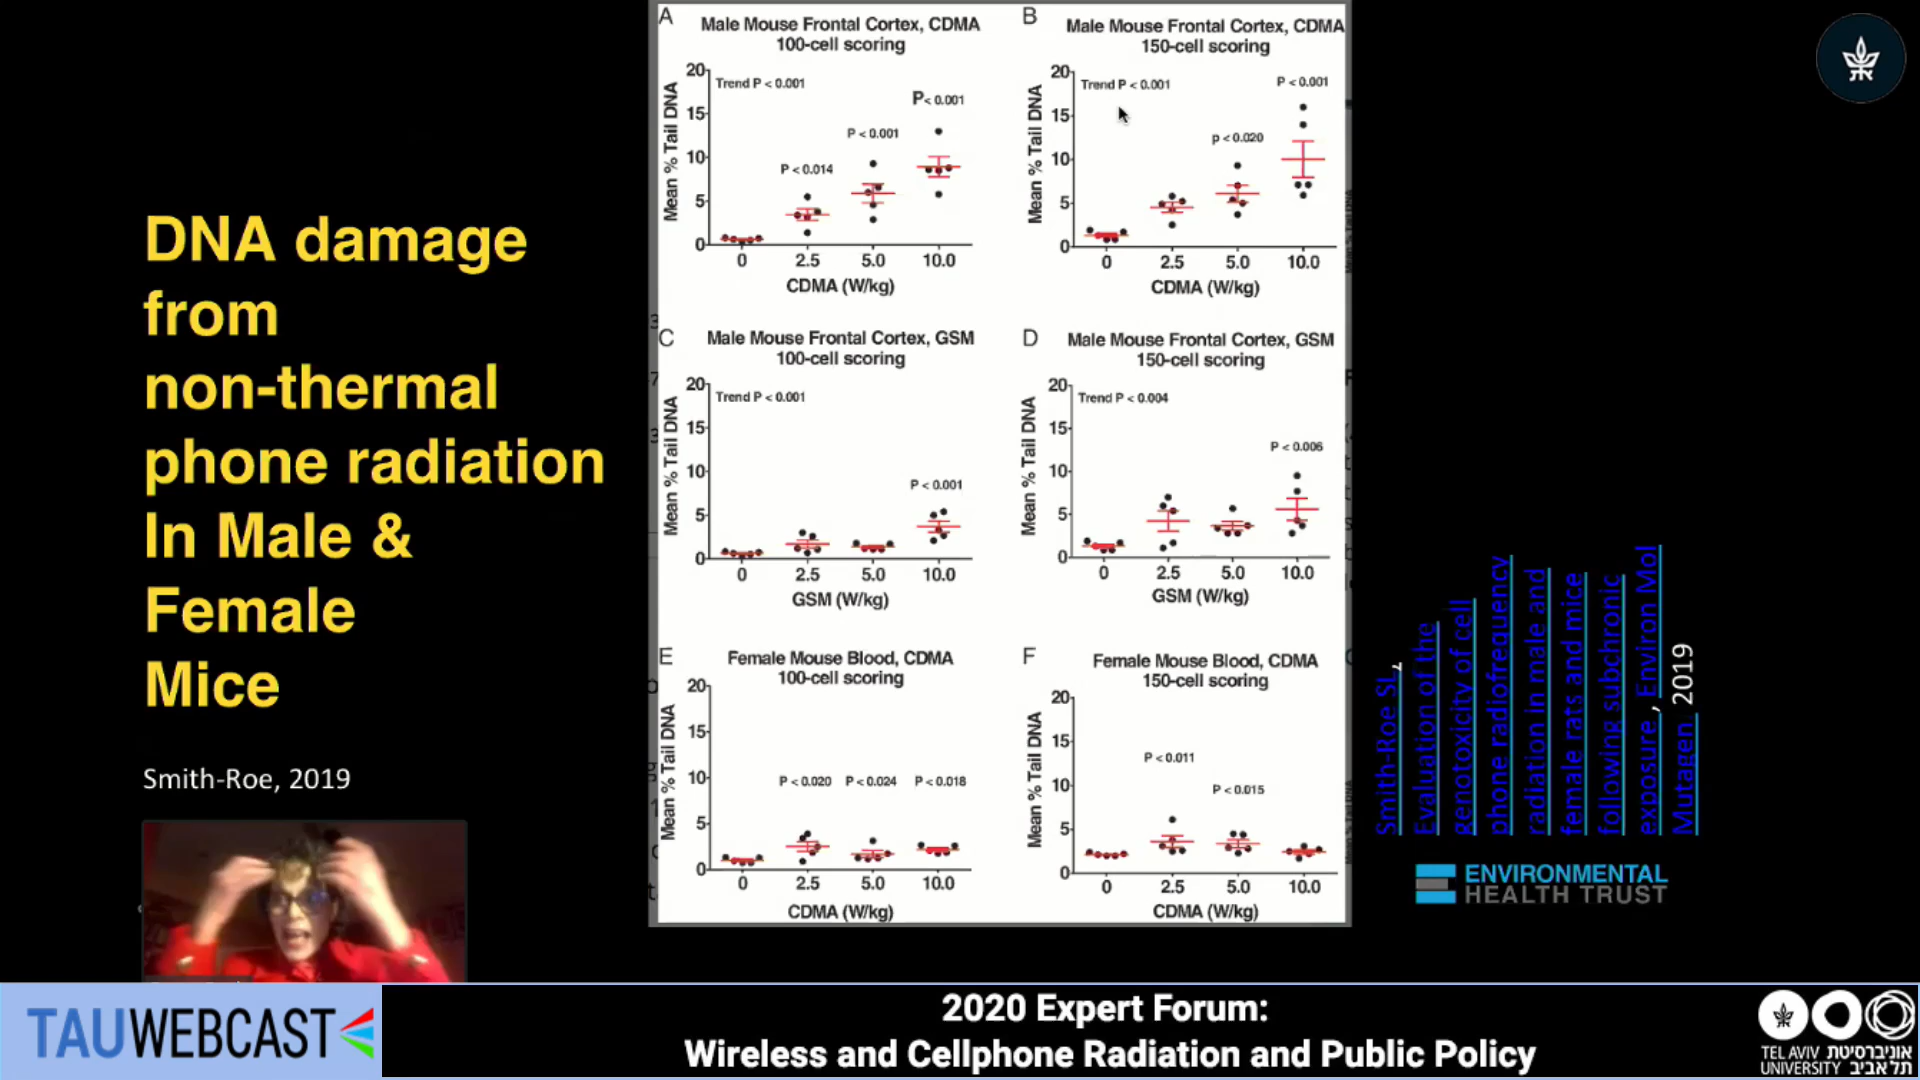 DNA damage
from
non-thermal
phone radiation
In Male &
Female
Mice
Smith-Roe, 2019
A
Male Mouse Frontal Cortex, CDMA
100-cell scoring
Trend P < 0.001
P < 0.014
P < 0.001
P < 0.001
Mean % Tail DNA
20
15
10
5
0
0 2.5 5.0 10.0
CDMA (W/kg)
B
Male Mouse Frontal Cortex, CDMA
150-cell scoring
Trend P < 0.001
p < 0.020
P < 0.001
Mean % Tail DNA
20
15
10
5
0
0 2.5 5.0 10.0
CDMA (W/kg)
C
Male Mouse Frontal Cortex, GSM
100-cell scoring
Trend P < 0.001
P < 0.001
Mean % Tail DNA
20
15
10
5
0
0 2.5 5.0 10.0
GSM (W/kg)
D
Male Mouse Frontal Cortex, GSM
150-cell scoring
Trend P < 0.004
P < 0.006
Mean % Tail DNA
20
15
10
5
0
0 2.5 5.0 10.0
GSM (W/kg)
E
Female Mouse Blood, CDMA
100-cell scoring
P < 0.020 P < 0.024 P < 0.018
Mean % Tail DNA
20
15
10
5
0
0 2.5 5.0 10.0
CDMA (W/kg)
F
Female Mouse Blood, CDMA
150-cell scoring
P < 0.011
P < 0.015
Mean % Tail DNA
20
15
10
5
0
0 2.5 5.0 10.0
CDMA (W/kg)
Smith-Roe SL,
Evaluation of the
genotoxicity of cell
phone radiofrequency
radiation in male and
female rats and mice
following subchronic
exposure, Environ Mol
Mutagen. 2019
ENVIRONMENTAL
HEALTH TRUST
TAUWEBCAST
2020 Expert Forum:
Wireless and Cellphone Radiation and Public Policy
TEL AVIV אוניברסיטת
UNIVERSITY תל אביב